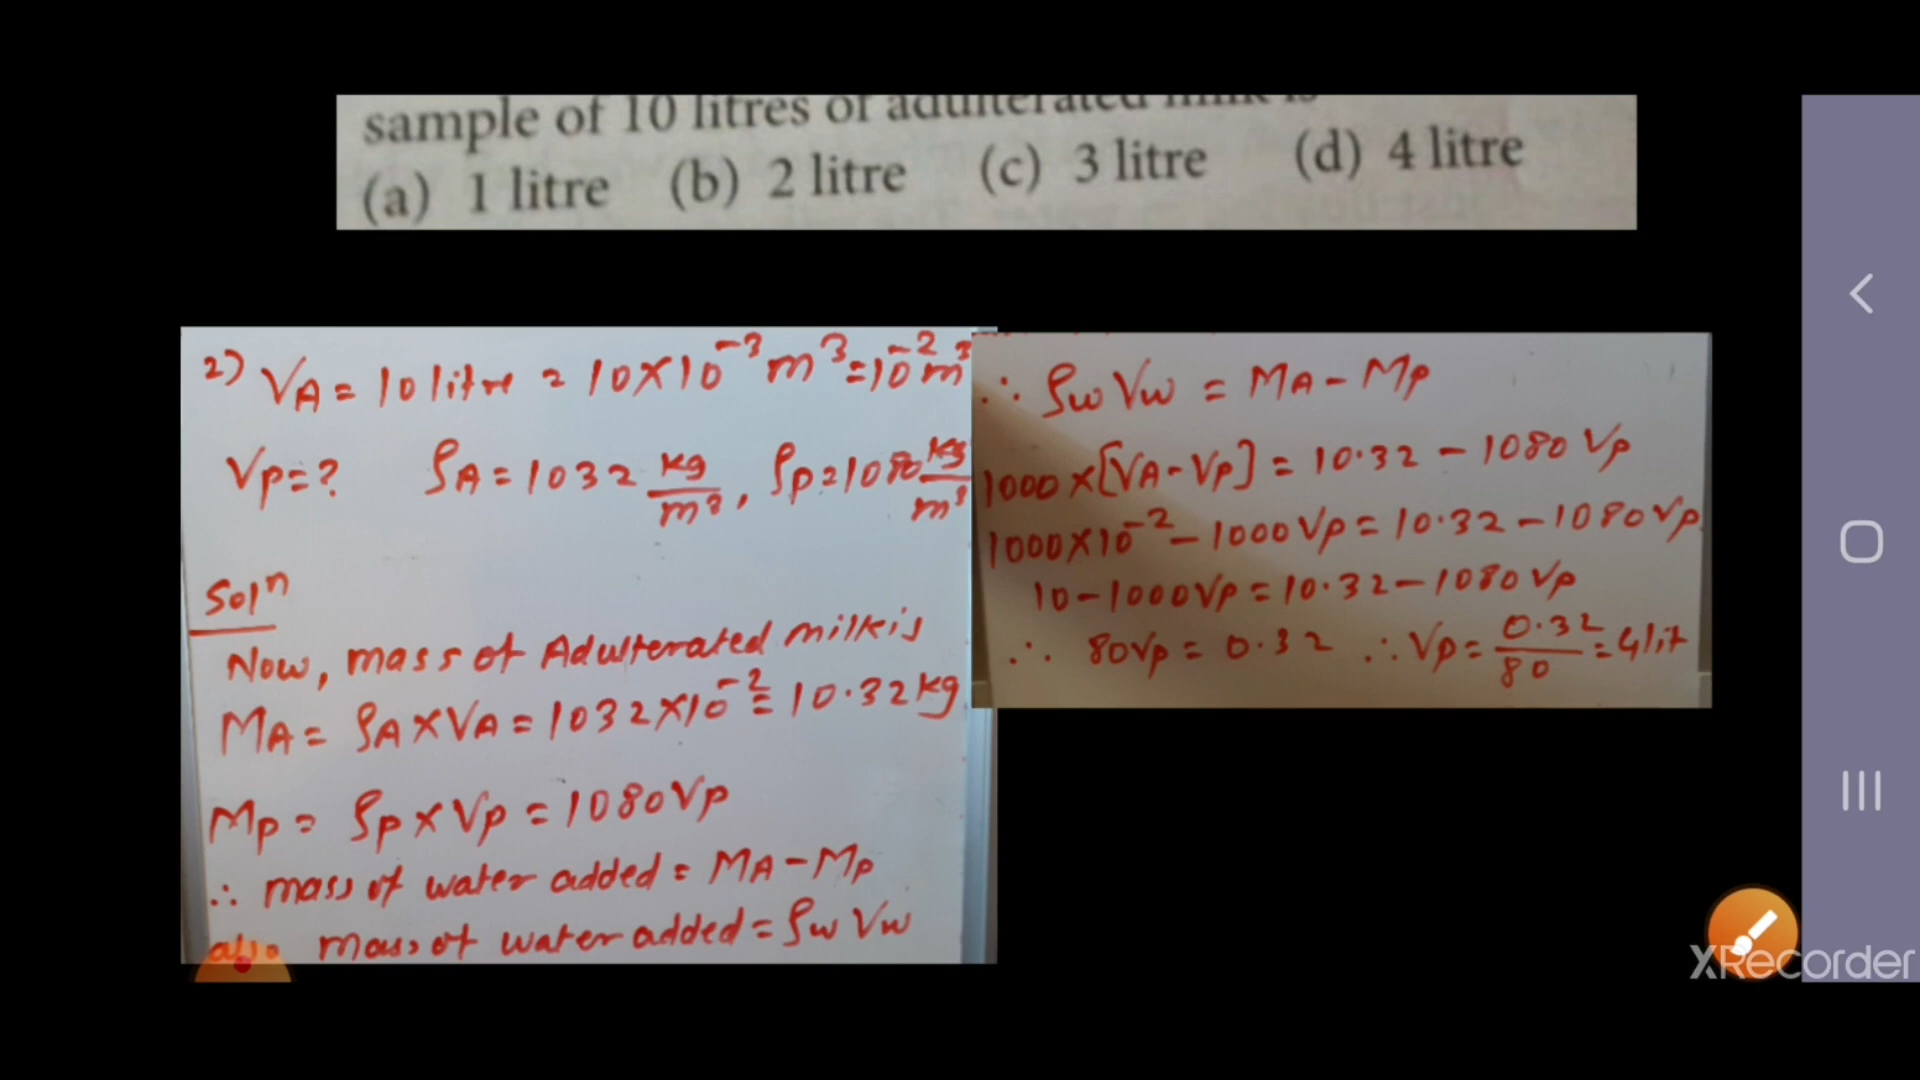 sample of 10 litres of adulterated milk is
(a) 1 litre (b) 2 litre (c) 3 litre (d) 4 litre
2) VA = 10 litre = 10×10⁻³ m³ = 10⁻² m³
VP = ? ρA = 1032 kg/m³, ρP = 1080 kg/m³
Solⁿ
Now, mass of Adulterated milk is
MA = ρA × VA = 1032×10⁻² = 10.32 kg
MP = ρP × VP = 1080 VP
∴ mass of water added = MA - MP
also mass of water added = ρw Vw
∴ ρw Vw = MA - MP
1000 × [VA - VP] = 10.32 - 1080 VP
1000×10⁻² - 1000 VP = 10.32 - 1080 VP
10 - 1000 VP = 10.32 - 1080 VP
∴ 80 VP = 0.32 ∴ VP = 0.32/80 = 4 lit
XRecorder